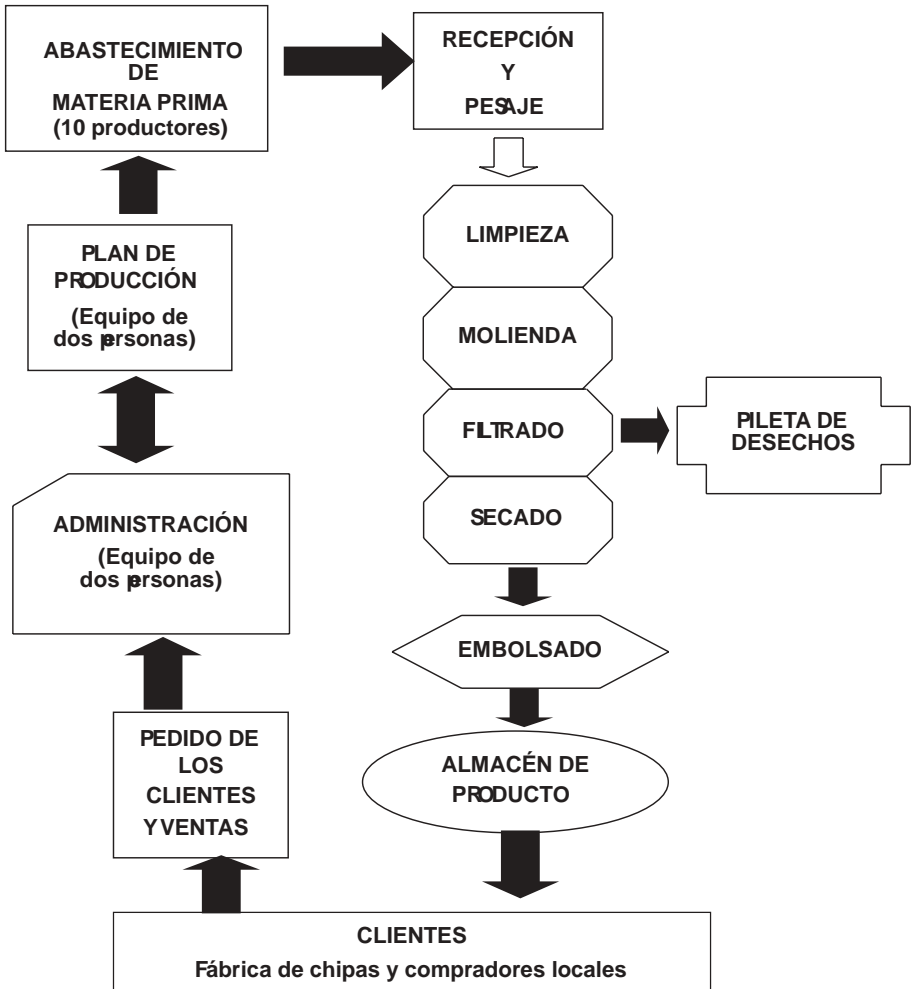 ABASTECIMIENTO
DE
MATERIA PRIMA
(10 productores)
RECEPCIÓN
Y
PESAJE
LIMPIEZA
PLAN DE
PRODUCCIÓN
(Equipo de
dos personas)
MOLIENDA
FILTRADO
PILETA DE
DESECHOS
SECADO
ADMINISTRACIÓN
(Equipo de
dos personas)
EMBOLSADO
PEDIDO DE
LOS
CLIENTES
Y VENTAS
ALMACÉN DE
PRODUCTO
CLIENTES
Fábrica de chipas y compradores locales